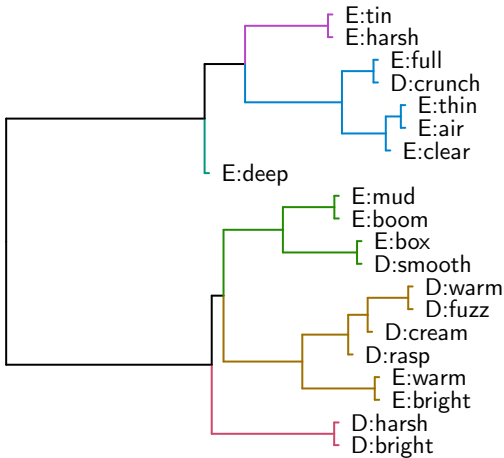 E:tin
E:harsh
E:full
D:crunch
E:thin
E:air
E:clear
E:deep
E:mud
E:boom
E:box
D:smooth
D:warm
D:fuzz
D:cream
D:rasp
E:warm
E:bright
D:harsh
D:bright